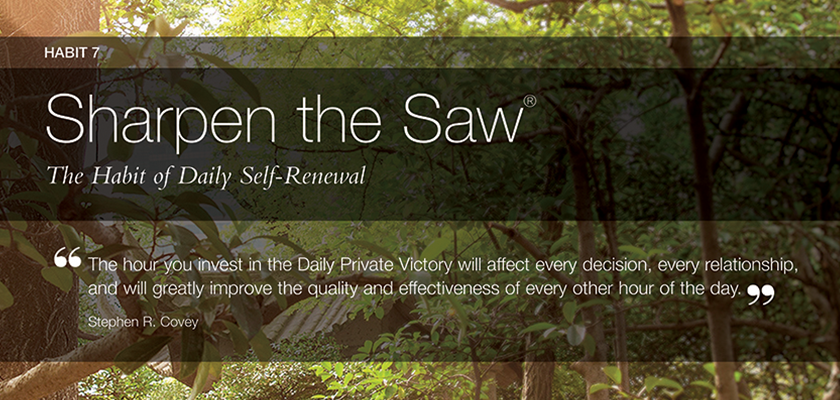 HABIT 7
Sharpen the Saw®
The Habit of Daily Self-Renewal
“ The hour you invest in the Daily Private Victory will affect every decision, every relationship,
and will greatly improve the quality and effectiveness of every other hour of the day. ”
Stephen R. Covey